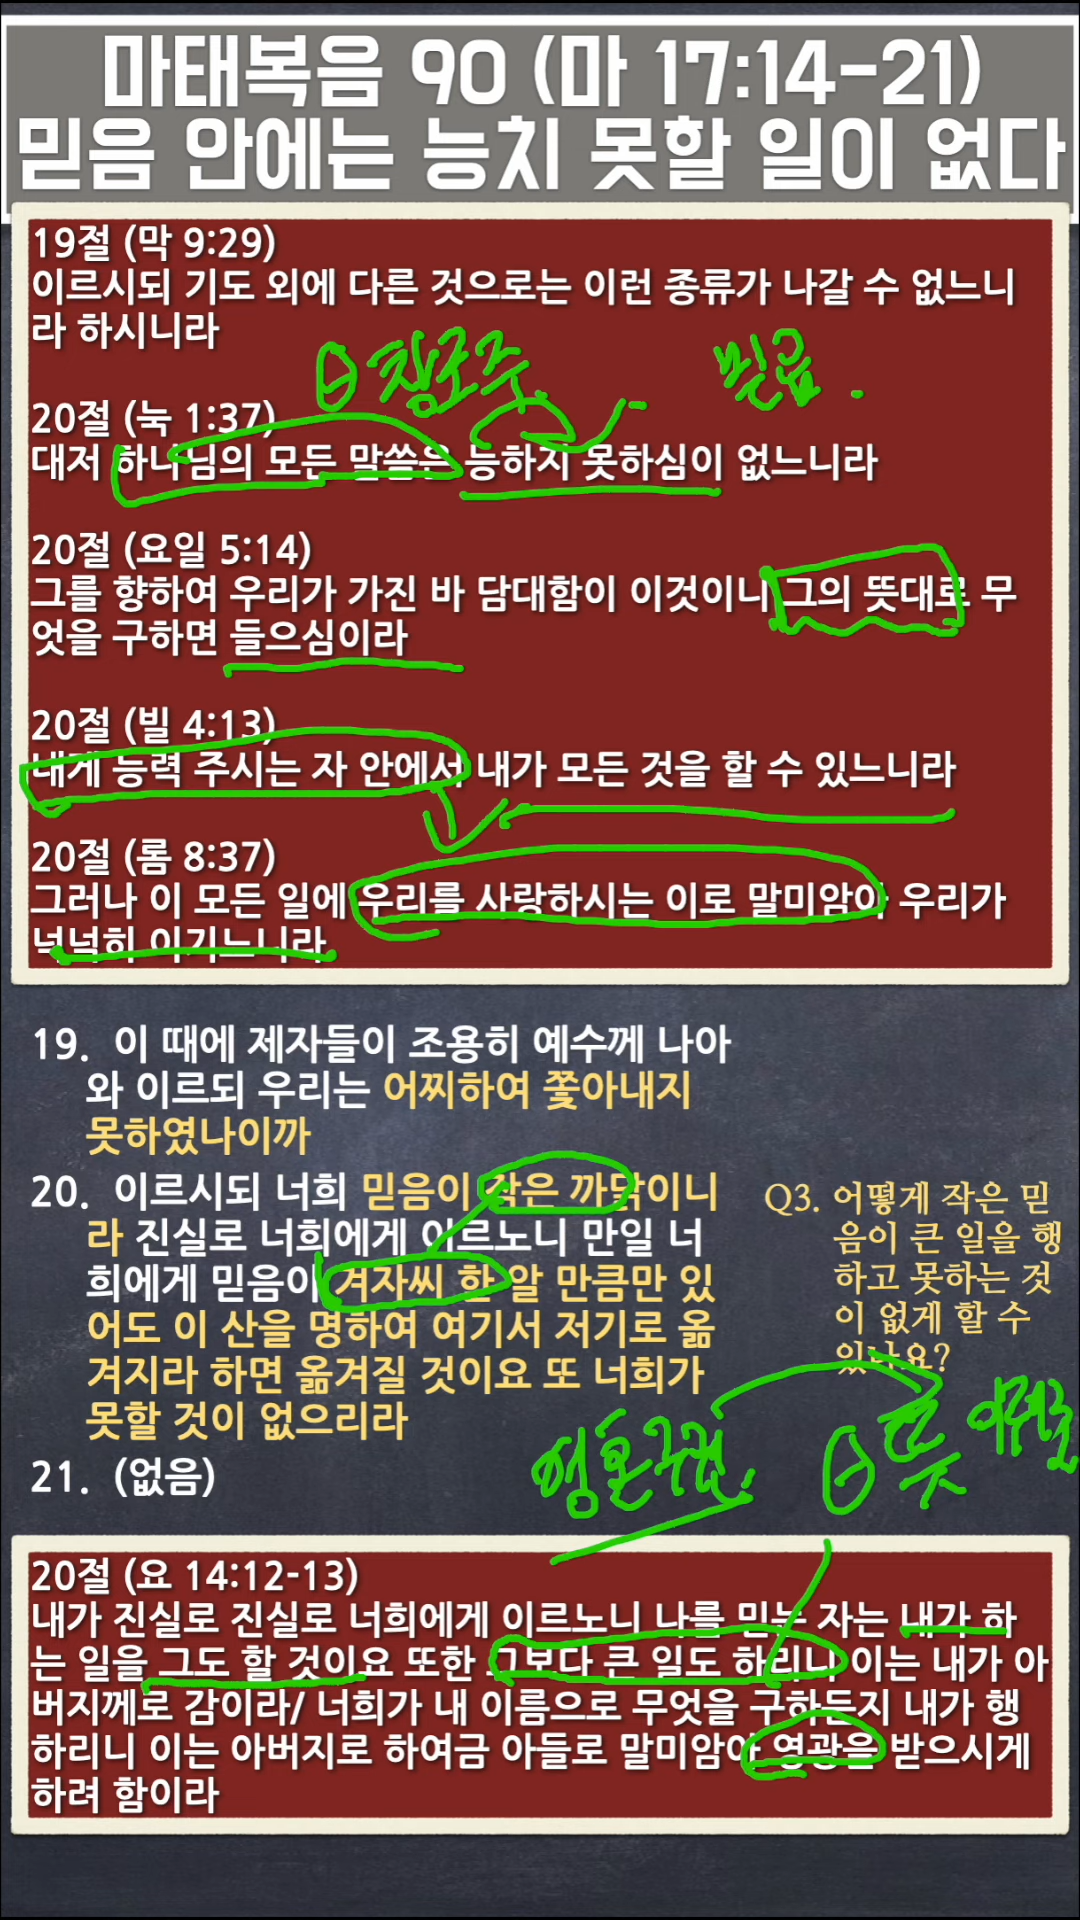 마태복음 90 (마 17:14-21)
믿음 안에는 능치 못할 일이 없다
19절 (막 9:29)
이르시되 기도 외에 다른 것으로는 이런 종류가 나갈 수 없느니
라 하시니라
창조주 믿음
20절 (눅 1:37)
대저 하나님의 모든 말씀은 능하지 못하심이 없느니라
20절 (요일 5:14)
그를 향하여 우리가 가진 바 담대함이 이것이니 그의 뜻대로 무
엇을 구하면 들으심이라
20절 (빌 4:13)
내게 능력 주시는 자 안에서 내가 모든 것을 할 수 있느니라
20절 (롬 8:37)
그러나 이 모든 일에 우리를 사랑하시는 이로 말미암아 우리가
넉넉히 이기느니라
19. 이 때에 제자들이 조용히 예수께 나아
와 이르되 우리는 어찌하여 쫓아내지
못하였나이까
20. 이르시되 너희 믿음이 작은 까닭이니
라 진실로 너희에게 이르노니 만일 너
희에게 믿음이 겨자씨 한 알 만큼만 있
어도 이 산을 명하여 여기서 저기로 옮
겨지라 하면 옮겨질 것이요 또 너희가
못할 것이 없으리라
21. (없음)
Q3. 어떻게 작은 믿
음이 큰 일을 행
하고 못하는 것
이 없게 할 수
있나요?
영혼구원 뜻
20절 (요 14:12-13)
내가 진실로 진실로 너희에게 이르노니 나를 믿는 자는 내가 하
는 일을 그도 할 것이요 또한 그보다 큰 일도 하리니 이는 내가 아
버지께로 감이라/ 너희가 내 이름으로 무엇을 구하든지 내가 행
하리니 이는 아버지로 하여금 아들로 말미암아 영광을 받으시게
하려 함이라